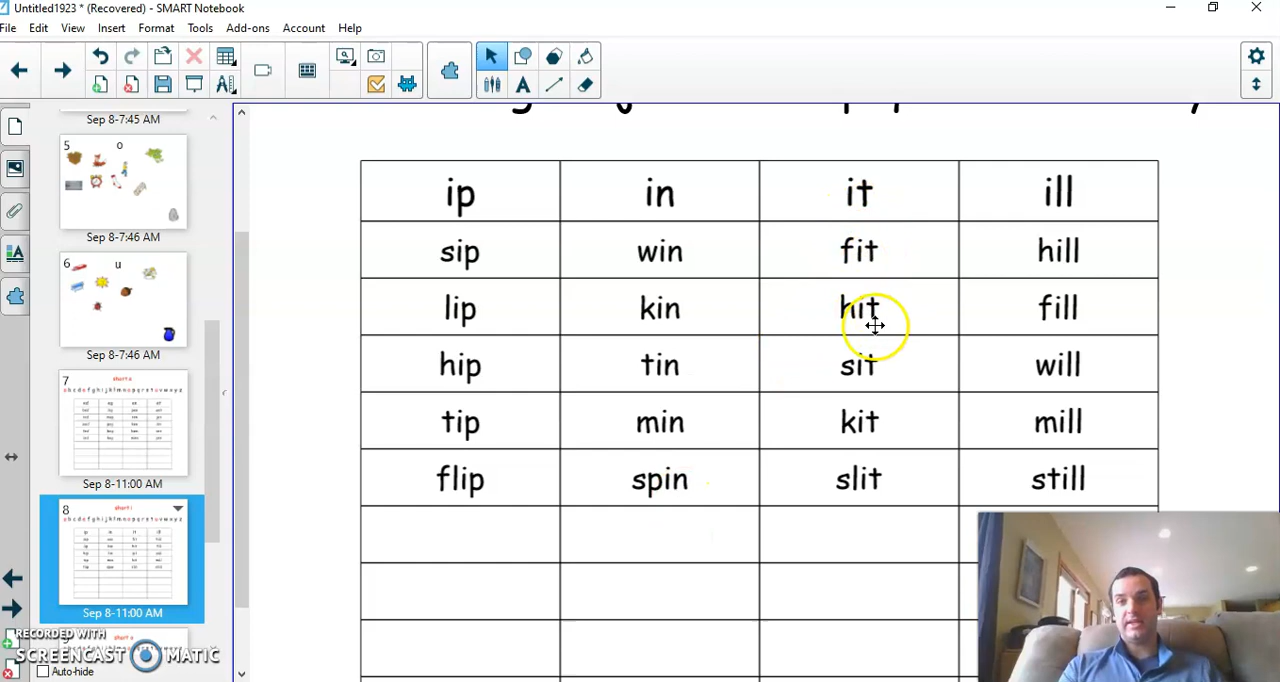 Untitled1923 * (Recovered) - SMART Notebook
File Edit View Insert Format Tools Add-ons Account Help
Sep 8-7:45 AM
5 o
Sep 8-7:46 AM
6 u
Sep 8-7:46 AM
7
short a
Sep 8-11:00 AM
8
short i
Sep 8-11:00 AM
Auto-hide
RECORDED WITH
SCREENCAST MATIC
ip in it ill
sip win fit hill
lip kin hit fill
hip tin sit will
tip min kit mill
flip spin slit still